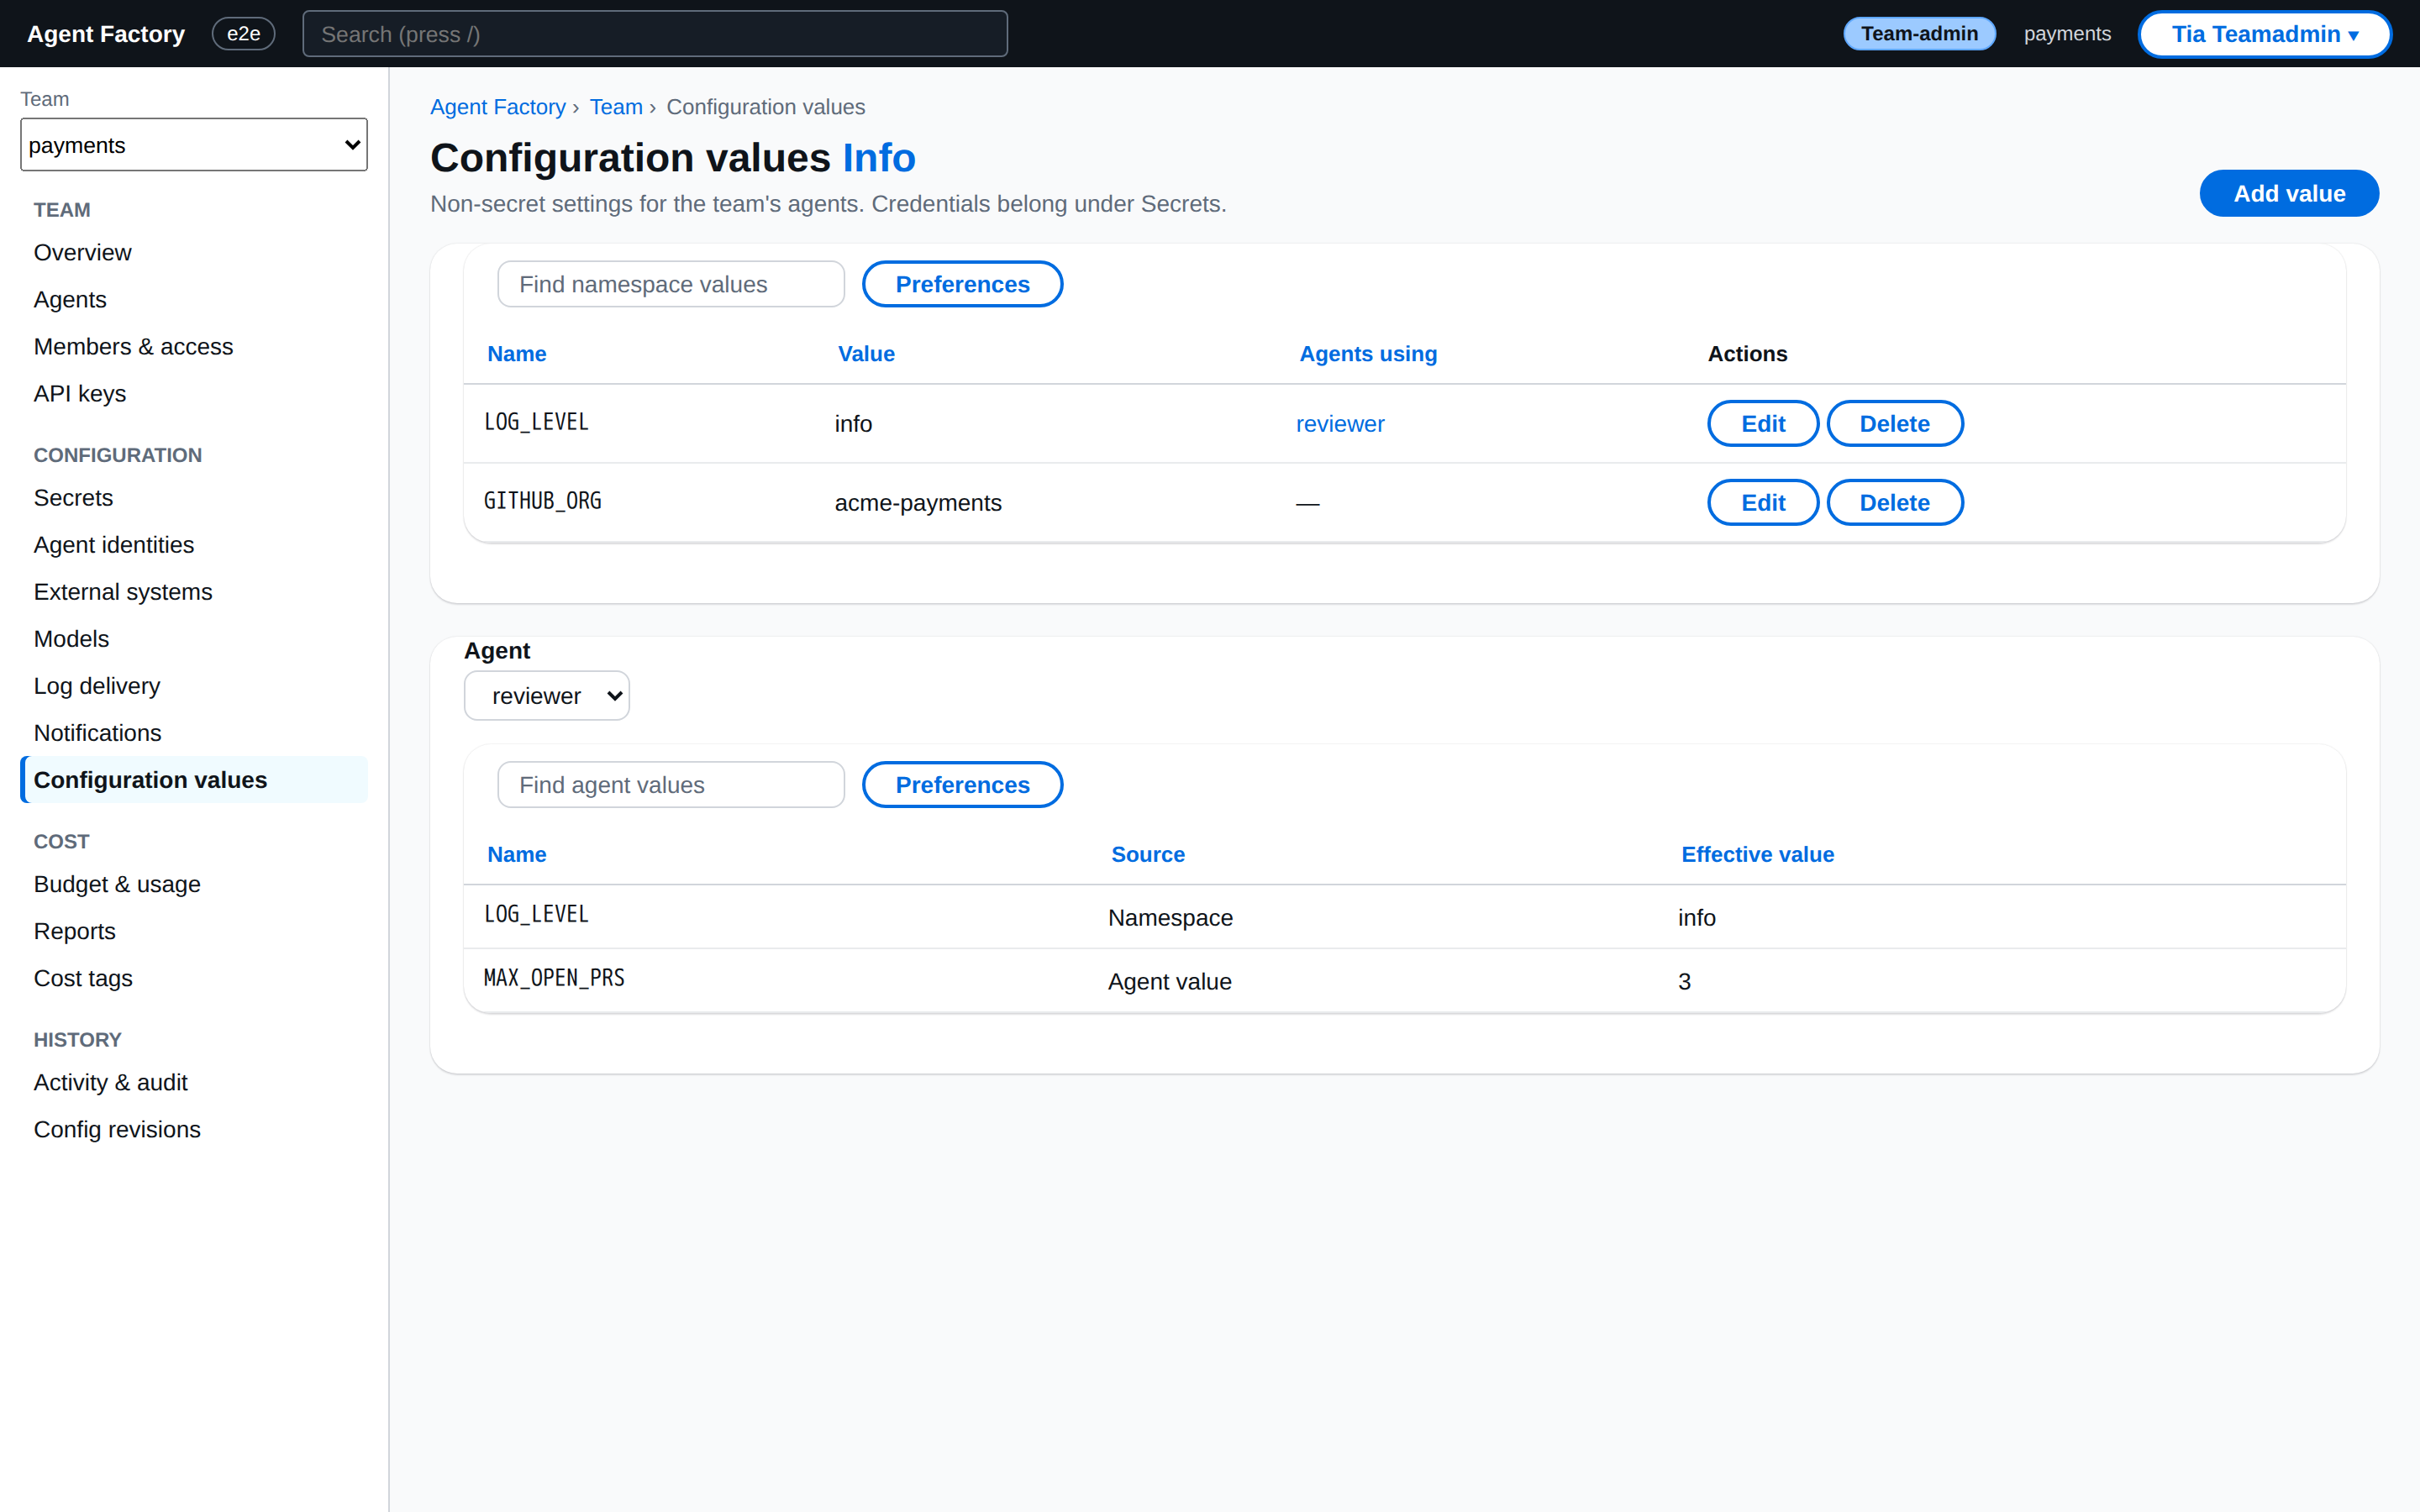 Agent Factory e2e Search (press /) Team-admin payments Tia Teamadmin ▾
Team
payments
TEAM
Overview
Agents
Members & access
API keys
CONFIGURATION
Secrets
Agent identities
External systems
Models
Log delivery
Notifications
Configuration values
COST
Budget & usage
Reports
Cost tags
HISTORY
Activity & audit
Config revisions
Agent Factory › Team › Configuration values
Configuration values Info
Non-secret settings for the team's agents. Credentials belong under Secrets.
Add value
Find namespace values Preferences
Name Value Agents using Actions
LOG_LEVEL info reviewer Edit Delete
GITHUB_ORG acme-payments — Edit Delete
Agent
reviewer
Find agent values Preferences
Name Source Effective value
LOG_LEVEL Namespace info
MAX_OPEN_PRS Agent value 3